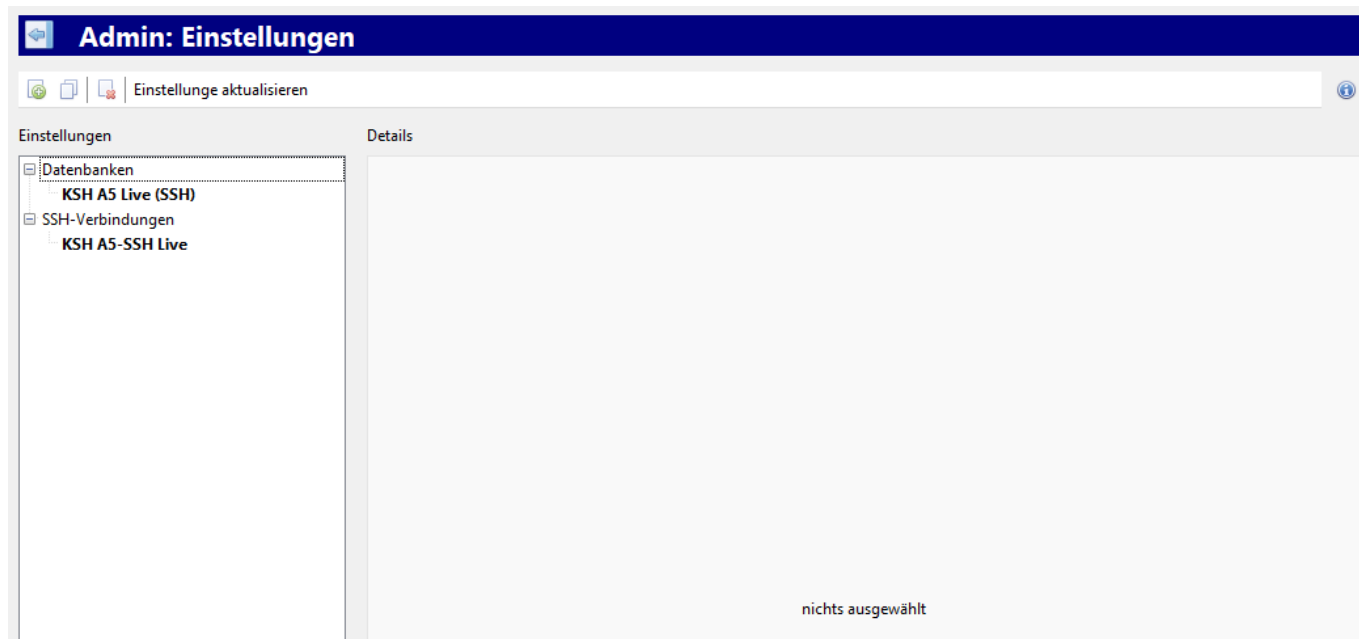 Admin: Einstellungen
Einstellunge aktualisieren
Einstellungen
Details
Datenbanken
KSH A5 Live (SSH)
SSH-Verbindungen
KSH A5-SSH Live
nichts ausgewählt